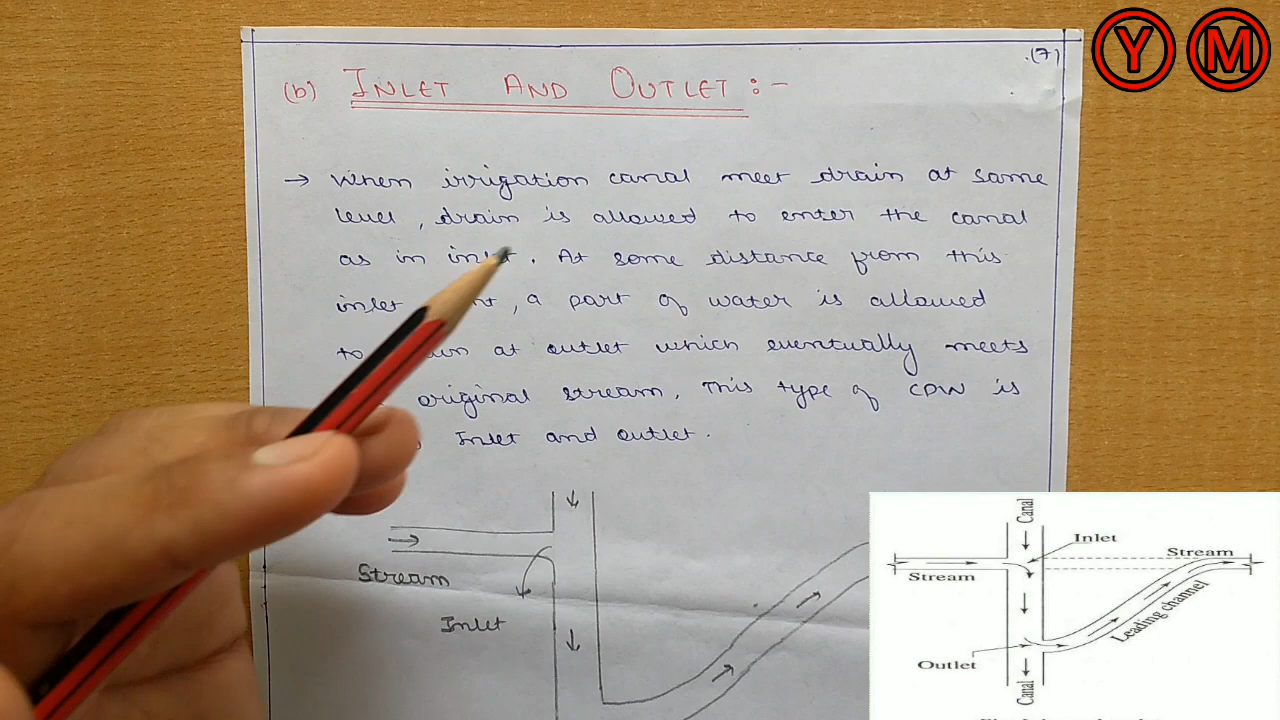 (7)
Y M
(b) INLET AND OUTLET :-
→ When irrigation canal meet drain at same
level, drain is allowed to enter the canal
as in . At some distance from this
inlet , a part of water is allowed
to at outlet which eventually meets
original stream. This type of CDW is
Inlet and outlet.
Stream
Inlet
Canal
Inlet
Stream
Stream
Leading channel
Outlet
Canal